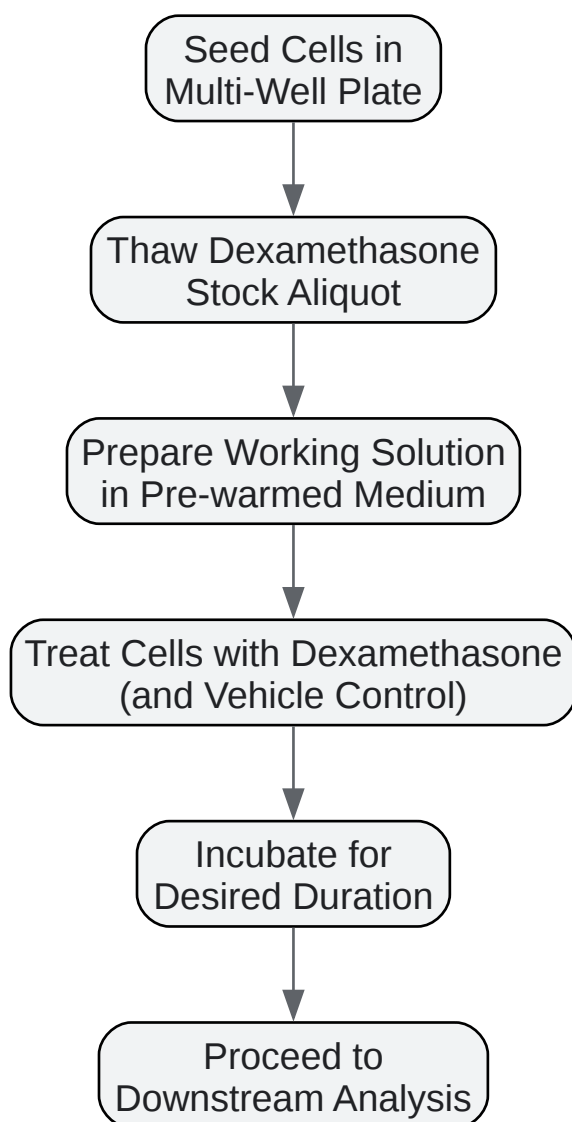 Seed Cells in
Multi-Well Plate
Thaw Dexamethasone
Stock Aliquot
Prepare Working Solution
in Pre-warmed Medium
Treat Cells with Dexamethasone
(and Vehicle Control)
Incubate for
Desired Duration
Proceed to
Downstream Analysis